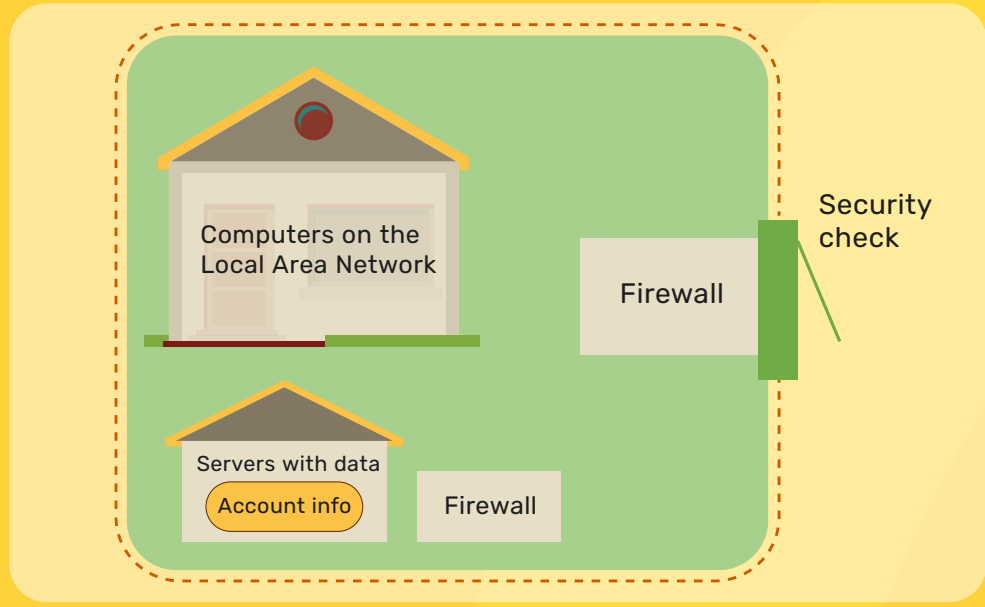 Security
check
Computers on the
Local Area Network
Firewall
Servers with data
Account info
Firewall